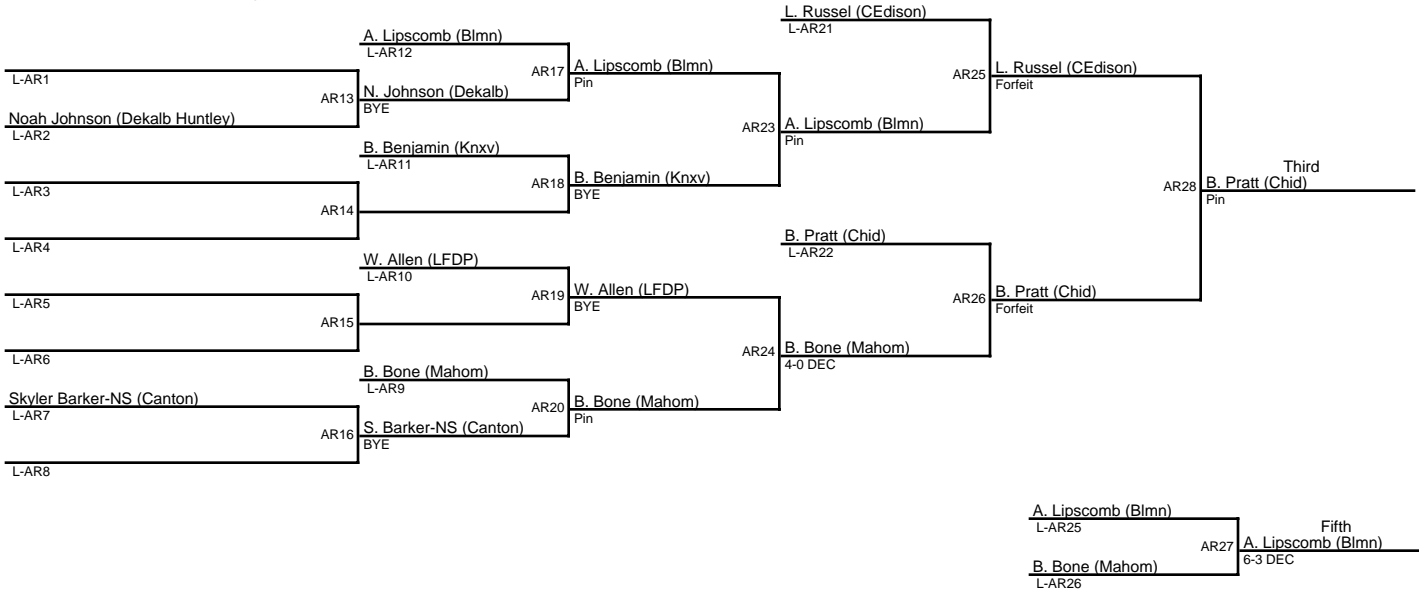 L. Russel (CEdison)
L-AR21
A. Lipscomb (Blmn)
L-AR12
AR17
A. Lipscomb (Blmn)
Pin
AR25
L. Russel (CEdison)
Forfeit
L-AR1
AR13
N. Johnson (Dekalb)
BYE
Noah Johnson (Dekalb Huntley)
L-AR2
AR23
A. Lipscomb (Blmn)
Pin
B. Benjamin (Knxv)
L-AR11
AR18
B. Benjamin (Knxv)
BYE
L-AR3
AR14
L-AR4
Third
AR28
B. Pratt (Chid)
Pin
B. Pratt (Chid)
L-AR22
W. Allen (LFDP)
L-AR10
AR19
W. Allen (LFDP)
BYE
AR26
B. Pratt (Chid)
Forfeit
L-AR5
AR15
L-AR6
AR24
B. Bone (Mahom)
4-0 DEC
B. Bone (Mahom)
L-AR9
AR20
B. Bone (Mahom)
Pin
Skyler Barker-NS (Canton)
L-AR7
AR16
S. Barker-NS (Canton)
BYE
L-AR8
A. Lipscomb (Blmn)
L-AR25
Fifth
AR27
A. Lipscomb (Blmn)
6-3 DEC
B. Bone (Mahom)
L-AR26